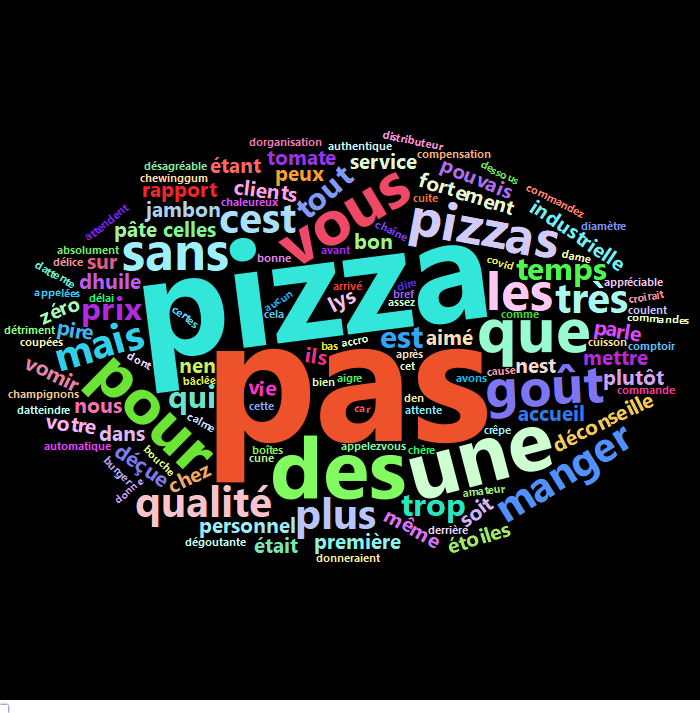 distributeur
dorganisation
authentique
dessous
tomate
service
compensation
désagréable
étant
pouvais
chewinggum
peux
tout
fortement
commandez
rapport
clients
vous
cuite
industrielle
jambon
chaleureux
cest
pizzas
diamètre
attendent
pâte celles
chaîne
bon
absolument
sans
bonne
avant
dame
délice
sur
pizza
covid
temps
dattente
dhuile
arrivé
dire
les
très
appréciable
appelées
délai
aucun
lys
bref
croirait
zéro
prix
certes
cela
assez
comme
coulent
commandes
détriment
pire
mais
que
parle
coupées
est
aimé
cuisson
comptoir
dont
ils
bas
accro
après
mettre
vomir
nen
cet
cause
nest
pour
bâclée
vie
bien
aigre
pas
avons
goût
plutôt
champignons
qui
commande
datteindre
nous
cette
car
den
attente
accueil
déconseille
votre
dans
calme
une
crêpe
automatique
déçue
bouche
boîtes
appelezvous
chère
manger
burger
chez
cune
des
donne
amateur
qualité
plus
trop
soit
personnel
même
derrière
dégoutante
était
première
étoiles
donneraient